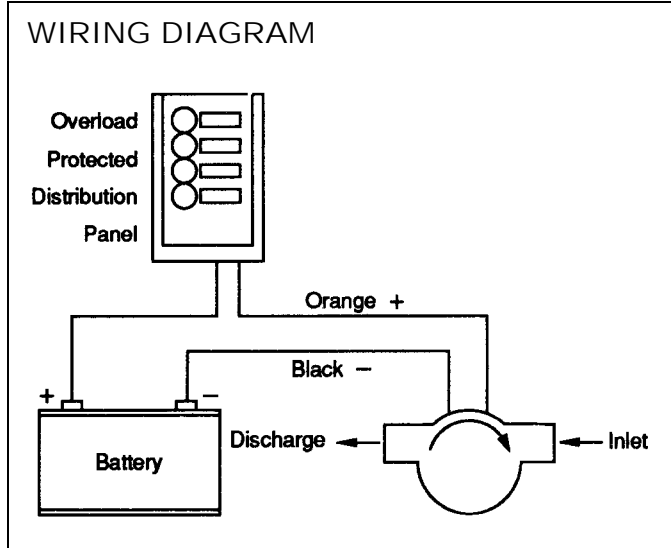 WIRING DIAGRAM
Overload
Protected
Distribution
Panel
Orange +
Black −
+ −
Battery
Discharge
Inlet